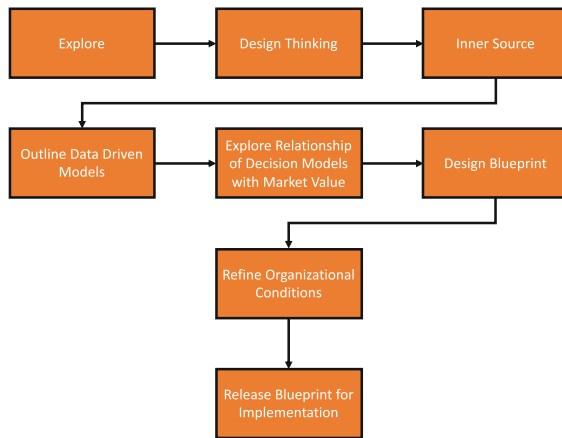 Explore
Design Thinking
Inner Source
Outline Data Driven
Models
Explore Relationship
of Decision Models
with Market Value
Design Blueprint
Refine Organizational
Conditions
Release Blueprint for
Implementation